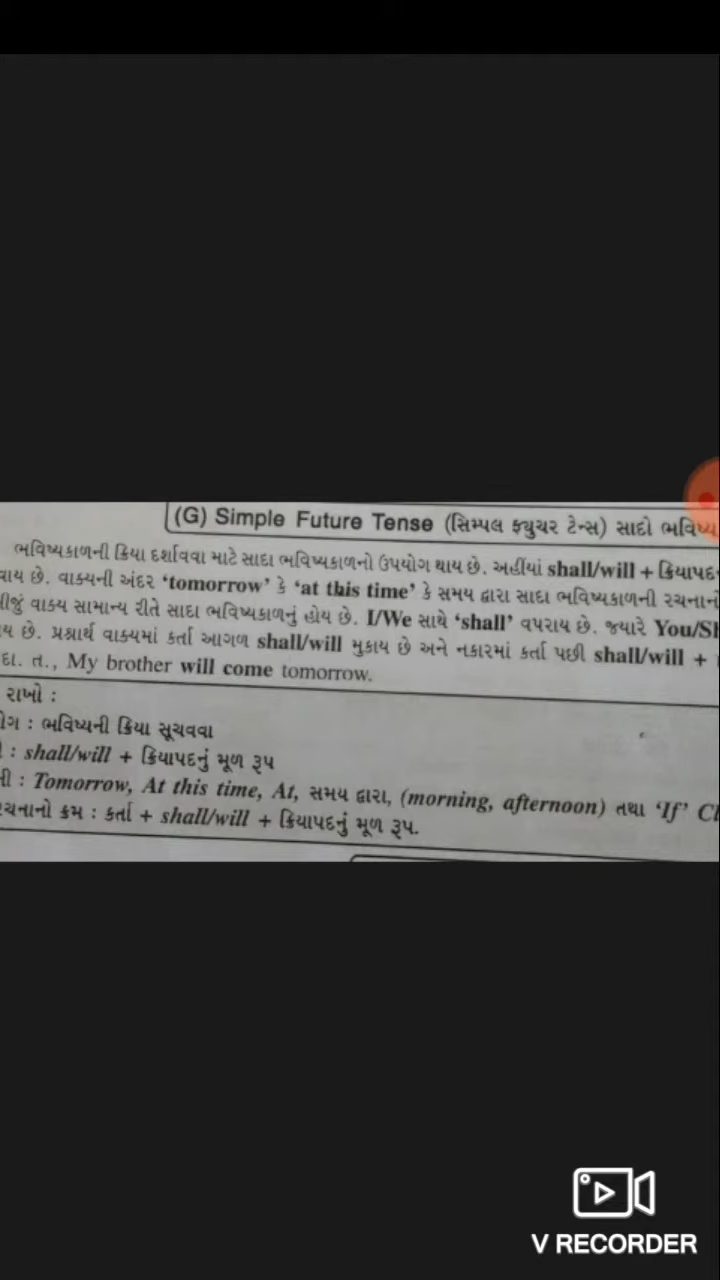 (G) Simple Future Tense (સિમ્પલ ફ્યુચર ટેન્સ) સાદો
ભવિષ્યકાળની ક્રિયા દર્શાવવા માટે સાદા ભવિષ્યકાળનો ઉપયોગ થાય છે. અહીંયાં shall/will + ક્રિયાપદ
છે. વાક્યની અંદર ‘tomorrow’ કે ‘at this time’ કે સમય દ્વારા સાદા ભવિષ્યકાળની રચનાનો
વાક્ય સામાન્ય રીતે સાદા ભવિષ્યકાળનું હોય છે. I/We સાથે ‘shall’ વપરાય છે. જ્યારે
છે. પ્રશ્નાર્થ વાક્યમાં કર્તા આગળ shall/will મુકાય છે અને નકારમાં કર્તા પછી shall/will +
ત., My brother will come tomorrow.
રાખો :
: ભવિષ્યની ક્રિયા સૂચવવા
: shall/will + ક્રિયાપદનું મૂળ રૂપ
: Tomorrow, At this time, At, સમય દ્વારા, (morning, afternoon) તથા ‘If’
ક્રમ : કર્તા + shall/will + ક્રિયાપદનું મૂળ રૂપ.
V RECORDER